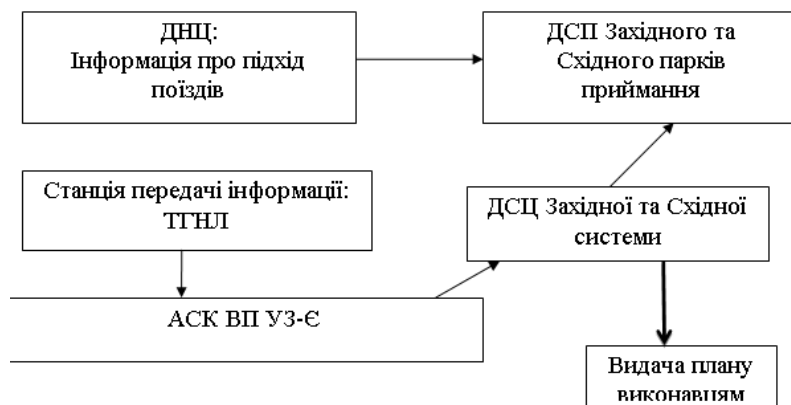 ДНЦ:
Інформація про підхід
поїздів
ДСП Західного та
Східного парків
приймання
Станція передачі інформації:
ТГНЛ
ДСЦ Західної та Східної
системи
АСК ВП УЗ-Є
Видача плану
виконавцям